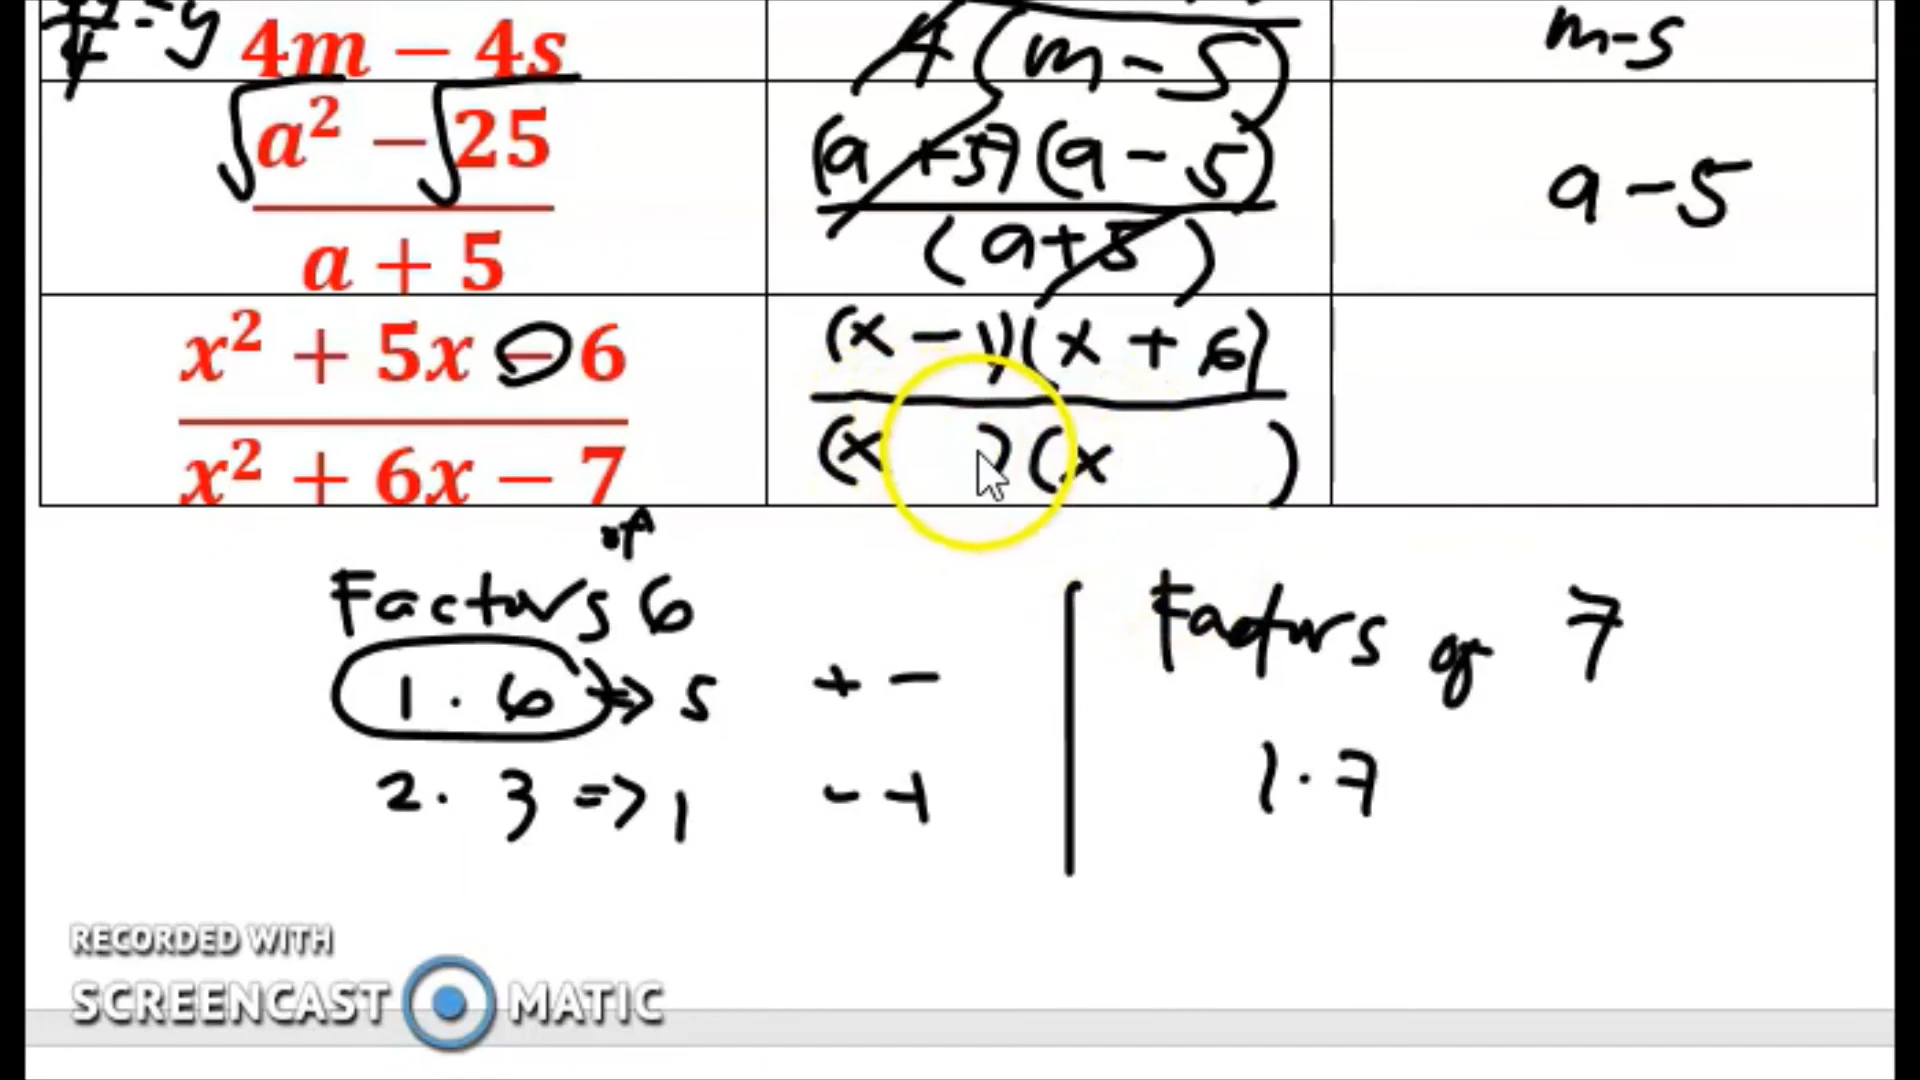 4m − 4s
4(m − 5)
m−s
√a² − √25
(a +5)(a − 5)
a + 5
(a+5)
a−5
x² + 5x − 6
(x − 1)(x + 6)
x² + 6x − 7
(x )(x )
Factors of 6
1 . 6 => 5 + −
2 . 3 => 1
Factors of 7
1 . 7
RECORDED WITH
SCREENCAST MATIC